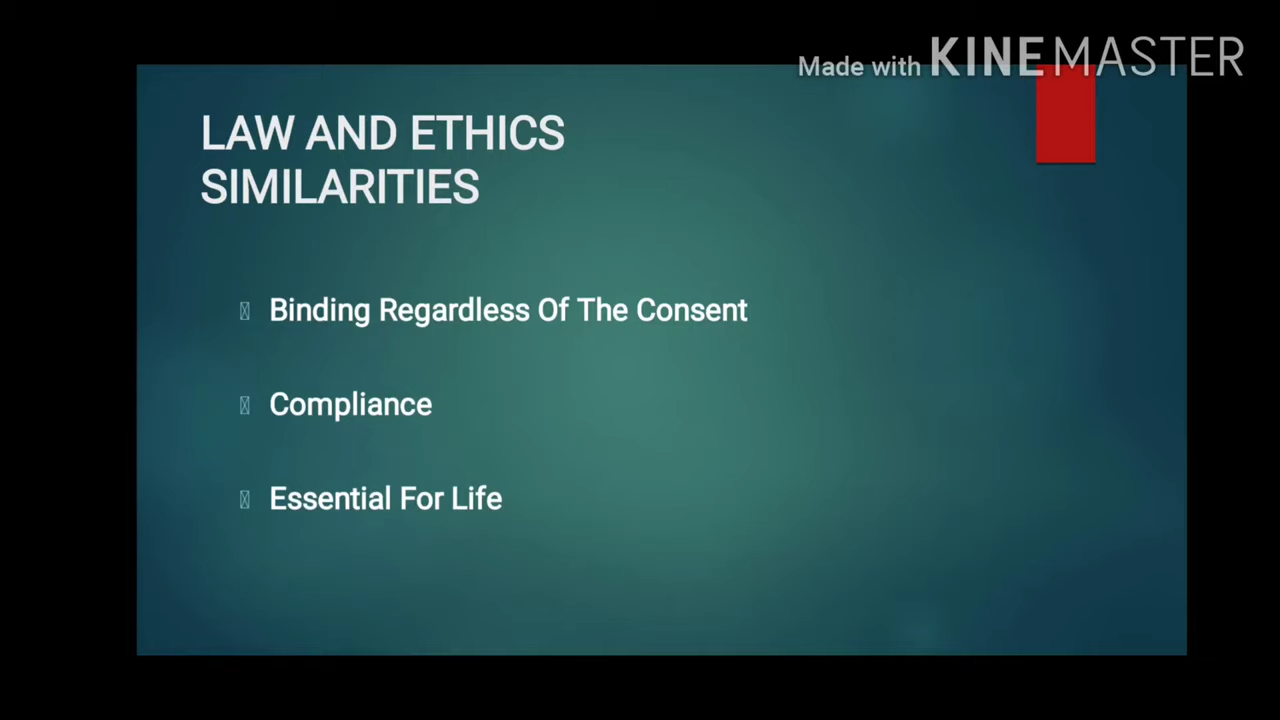 Made with KINEMASTER
LAW AND ETHICS
SIMILARITIES
Binding Regardless Of The Consent
Compliance
Essential For Life